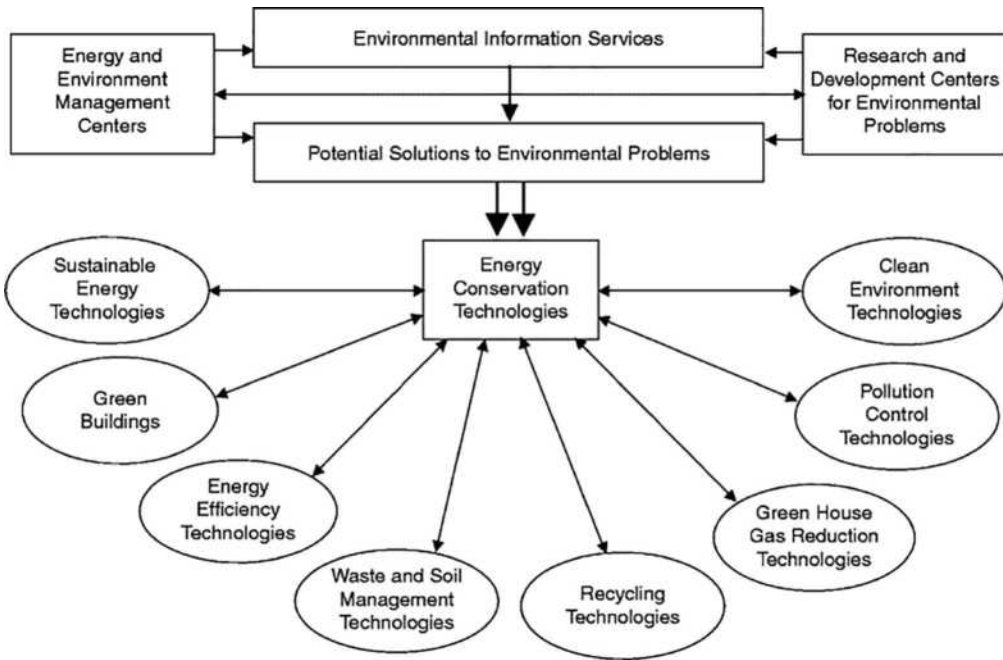 Environmental Information Services
Energy and
Environment
Management
Centers
Research and
Development Centers
for Environmental
Problems
Potential Solutions to Environmental Problems
Energy
Conservation
Technologies
Sustainable
Energy
Technologies
Clean
Environment
Technologies
Green
Buildings
Pollution
Control
Technologies
Energy
Efficiency
Technologies
Green House
Gas Reduction
Technologies
Waste and Soil
Management
Technologies
Recycling
Technologies